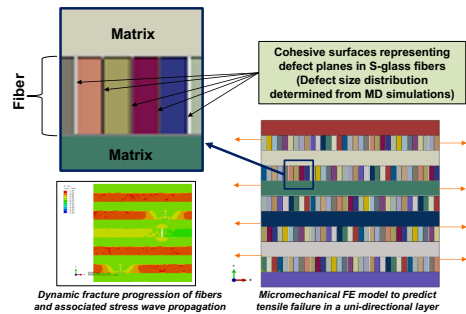 Matrix
Cohesive surfaces representing
defect planes in S-glass fibers
(Defect size distribution
determined from MD simulations)
Fiber
Matrix
Dynamic fracture progression of fibers
and associated stress wave propagation
Micromechanical FE model to predict
tensile failure in a uni-directional layer